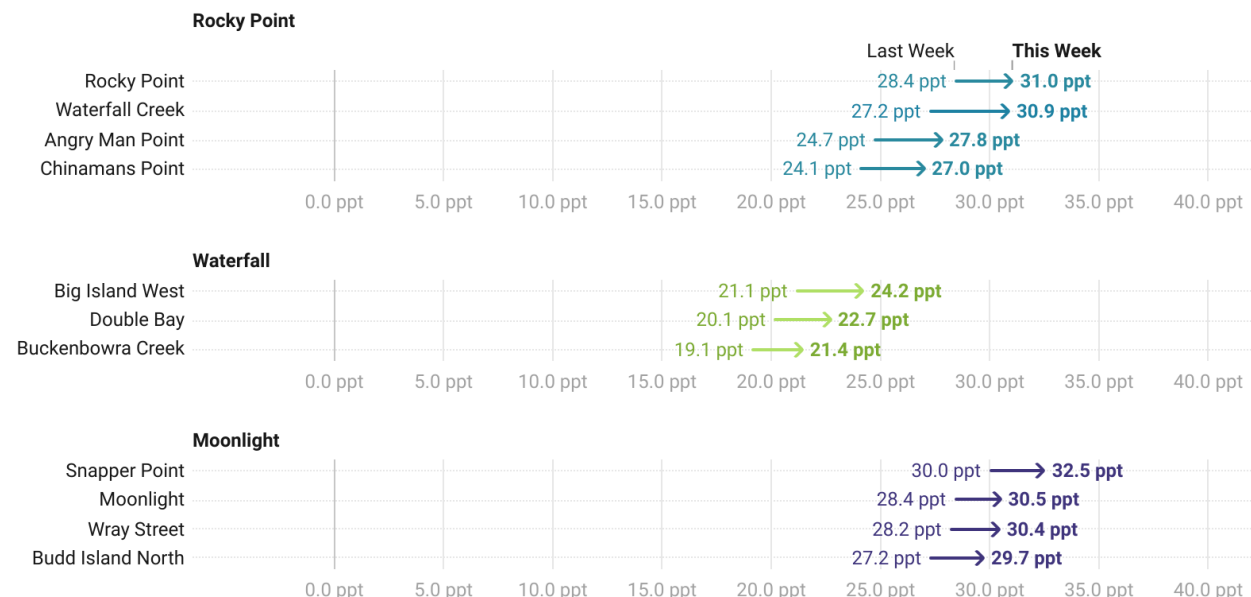 Rocky Point
Last Week This Week
Rocky Point 28.4 ppt 31.0 ppt
Waterfall Creek 27.2 ppt 30.9 ppt
Angry Man Point 24.7 ppt 27.8 ppt
Chinamans Point 24.1 ppt 27.0 ppt
0.0 ppt 5.0 ppt 10.0 ppt 15.0 ppt 20.0 ppt 25.0 ppt 30.0 ppt 35.0 ppt 40.0 ppt
Waterfall
Big Island West 21.1 ppt 24.2 ppt
Double Bay 20.1 ppt 22.7 ppt
Buckenbowra Creek 19.1 ppt 21.4 ppt
0.0 ppt 5.0 ppt 10.0 ppt 15.0 ppt 20.0 ppt 25.0 ppt 30.0 ppt 35.0 ppt 40.0 ppt
Moonlight
Snapper Point 30.0 ppt 32.5 ppt
Moonlight 28.4 ppt 30.5 ppt
Wray Street 28.2 ppt 30.4 ppt
Budd Island North 27.2 ppt 29.7 ppt
0.0 ppt 5.0 ppt 10.0 ppt 15.0 ppt 20.0 ppt 25.0 ppt 30.0 ppt 35.0 ppt 40.0 ppt